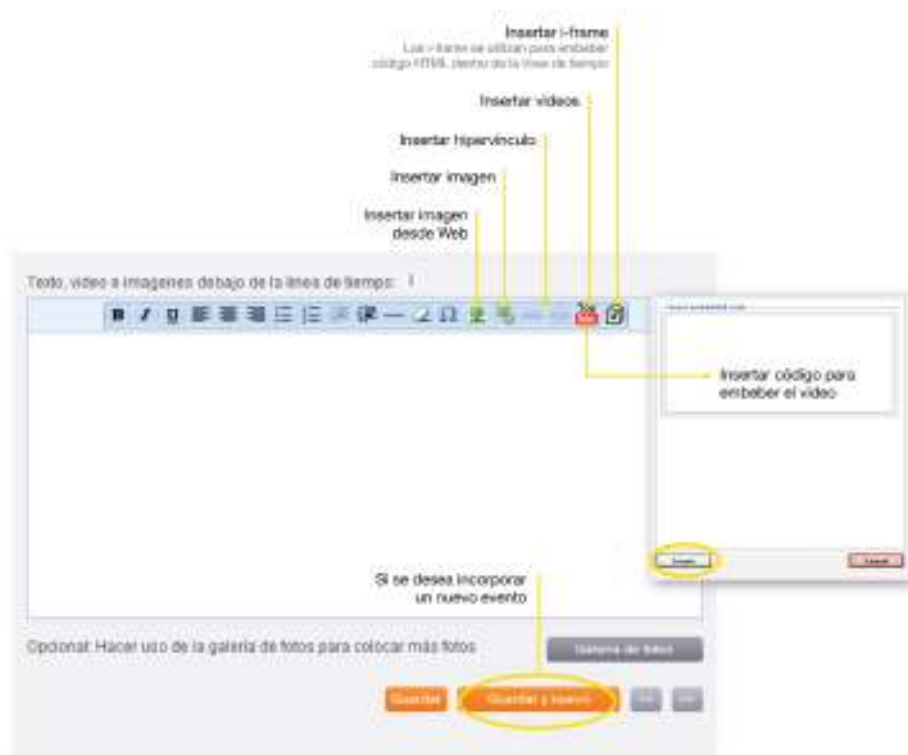 Insertar i-frame
Los i-frame se utilizan para embeber
código HTML dentro de la línea de tiempo
Insertar videos
Insertar hipervínculo
Insertar imagen
Insertar imagen
desde Web
Texto, video e imagenes debajo de la linea de tiempo:
B I U
Insertar código para
embeber el video
Si se desea incorporar
un nuevo evento
Opcional: Hacer uso de la galería de fotos para colocar más fotos
Galería de fotos
Guardar
Guardar y nuevo